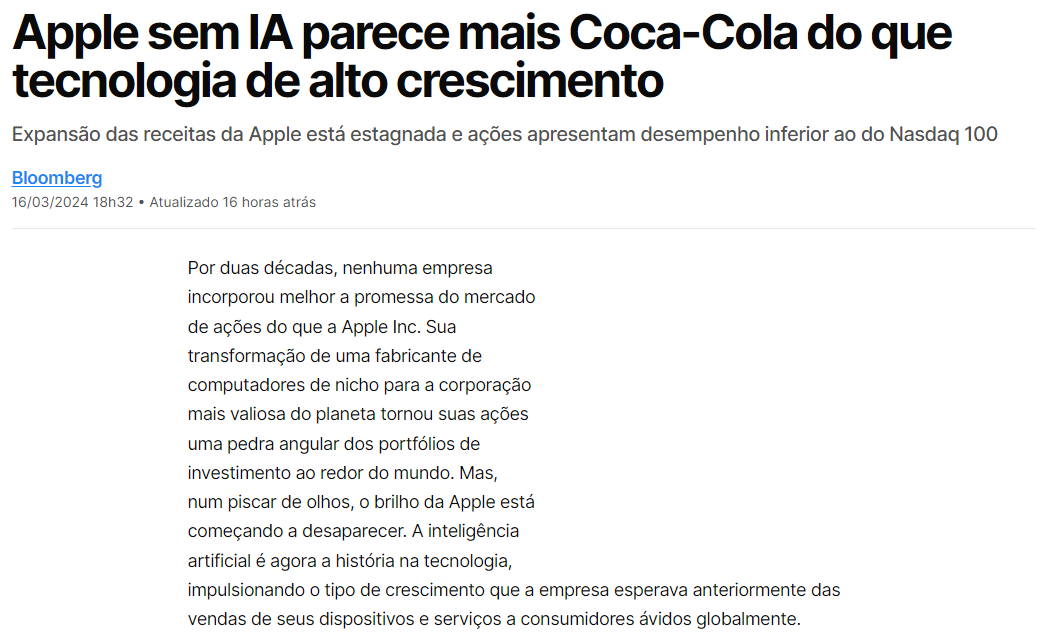 Apple sem IA parece mais Coca-Cola do que
tecnologia de alto crescimento
Expansão das receitas da Apple está estagnada e ações apresentam desempenho inferior ao do Nasdaq 100
Bloomberg
16/03/2024 18h32 • Atualizado 16 horas atrás
Por duas décadas, nenhuma empresa
incorporou melhor a promessa do mercado
de ações do que a Apple Inc. Sua
transformação de uma fabricante de
computadores de nicho para a corporação
mais valiosa do planeta tornou suas ações
uma pedra angular dos portfólios de
investimento ao redor do mundo. Mas,
num piscar de olhos, o brilho da Apple está
começando a desaparecer. A inteligência
artificial é agora a história na tecnologia,
impulsionando o tipo de crescimento que a empresa esperava anteriormente das
vendas de seus dispositivos e serviços a consumidores ávidos globalmente.